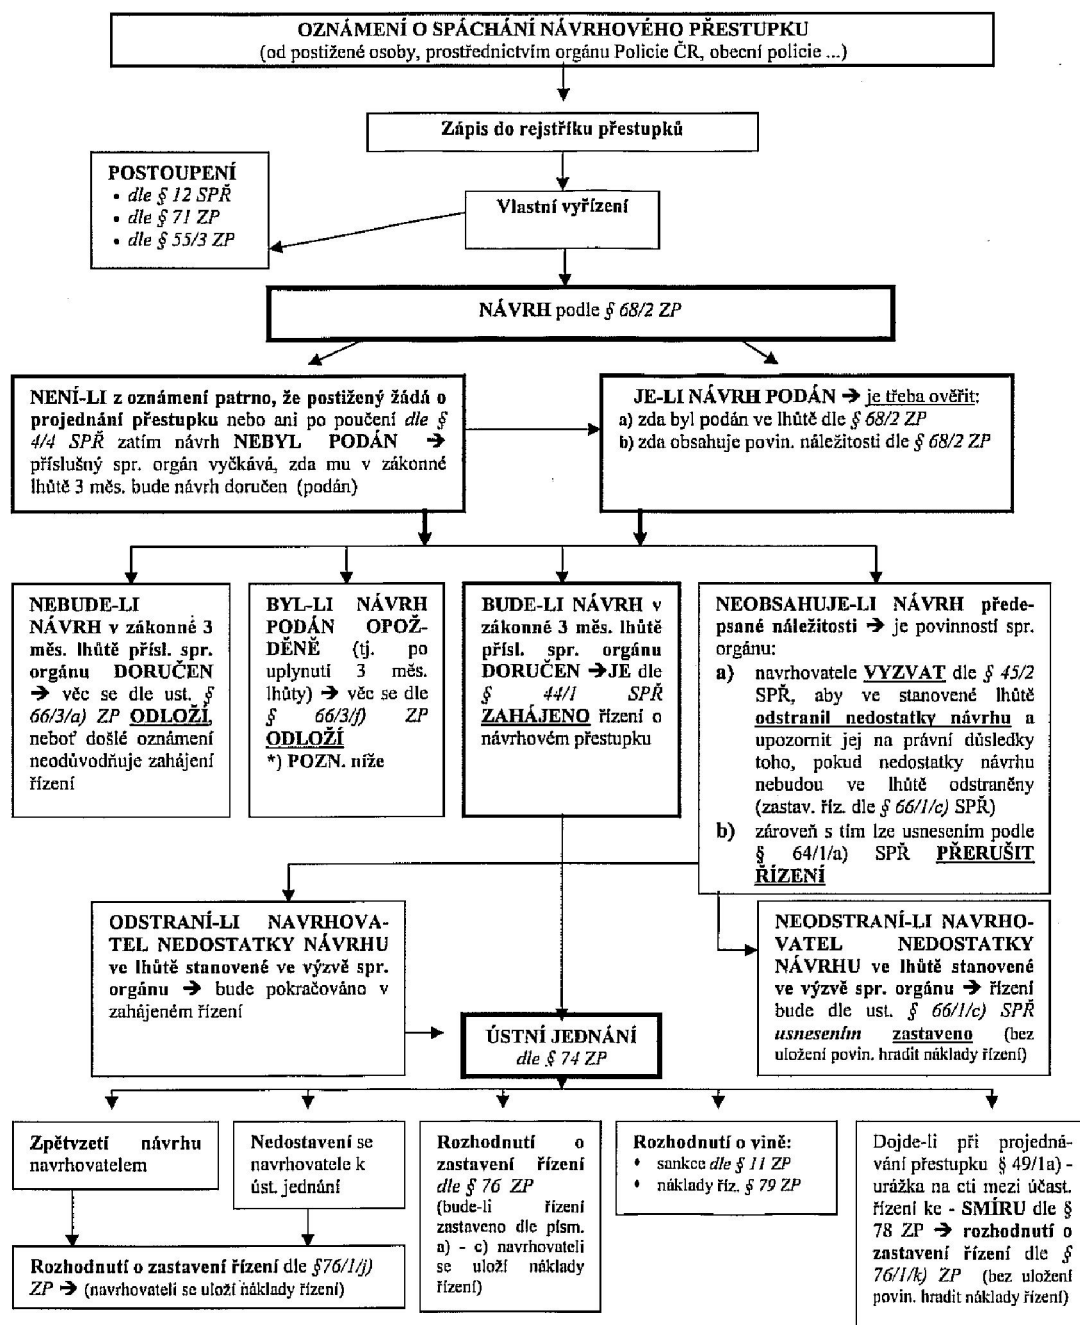 OZNÁMENÍ O SPÁCHÁNÍ NÁVRHOVÉHO PŘESTUPKU
(od postižené osoby, prostřednictvím orgánu Policie ČR, obecní policie ...)
Zápis do rejstříku přestupků
POSTOUPENÍ
• dle § 12 SPŘ
• dle § 71 ZP
• dle § 55/3 ZP
Vlastní vyřízení
NÁVRH podle § 68/2 ZP
NENÍ-LI z oznámení patrno, že postižený žádá o
projednání přestupku nebo ani po poučení dle §
4/4 SPŘ zatím návrh NEBYL PODÁN ➔
příslušný spr. orgán vyčkává, zda mu v zákonné
lhůtě 3 měs. bude návrh doručen (podán)
JE-LI NÁVRH PODÁN ➔ je třeba ověřit:
a) zda byl podán ve lhůtě dle § 68/2 ZP
b) zda obsahuje povin. náležitosti dle § 68/2 ZP
NEBUDE-LI
NÁVRH v zákonné 3
měs. lhůtě přísl. spr.
orgánu DORUČEN
➔ věc se dle ust. §
66/3/a) ZP ODLOŽÍ,
neboť došlé oznámení
neodůvodňuje zahájení
řízení
BYL-LI NÁVRH
PODÁN OPOŽ-
DĚNĚ (tj. po
uplynutí 3 měs.
lhůty) ➔ věc se dle
§ 66/3/f) ZP
ODLOŽÍ
*) POZN. níže
BUDE-LI NÁVRH v
zákonné 3 měs. lhůtě
přísl. spr. orgánu
DORUČEN ➔JE dle
§ 44/1 SPŘ
ZAHÁJENO řízení o
návrhovém přestupku
NEOBSAHUJE-LI NÁVRH přede-
psané náležitosti ➔ je povinností spr.
orgánu:
a) navrhovatele VYZVAT dle § 45/2
SPŘ, aby ve stanovené lhůtě
odstranil nedostatky návrhu a
upozornit jej na právní důsledky
toho, pokud nedostatky návrhu
nebudou ve lhůtě odstraněny
(zastav. říz. dle § 66/1/c) SPŘ)
b) zároveň s tím lze usnesením podle
§ 64/1/a) SPŘ PŘERUŠIT
ŘÍZENÍ
ODSTRANÍ-LI NAVRHOVA-
TEL NEDOSTATKY NÁVRHU
ve lhůtě stanovené ve výzvě spr.
orgánu ➔ bude pokračováno v
zahájeném řízení
NEODSTRANÍ-LI NAVRHO-
VATEL NEDOSTATKY
NÁVRHU ve lhůtě stanovené
ve výzvě spr. orgánu ➔ řízení
bude dle ust. § 66/1/c) SPŘ
usnesením zastaveno (bez
uložení povin. hradit náklady řízení)
ÚSTNÍ JEDNÁNÍ
dle § 74 ZP
Zpětvzetí návrhu
navrhovatelem
Nedostavení se
navrhovatele k
úst. jednání
Rozhodnutí o zastavení řízení dle §76/1/j)
ZP ➔ (navrhovateli se uloží náklady řízení)
Rozhodnutí o
zastavení řízení
dle § 76 ZP
(bude-li řízení
zastaveno dle písm.
a) - c) navrhovateli
se uloží náklady
řízení)
Rozhodnutí o vině:
• sankce dle § 11 ZP
• náklady říz. § 79 ZP
Dojde-li při projedná-
vání přestupku § 49/1a) -
urážka na cti mezi účast.
řízení ke - SMÍRU dle §
78 ZP ➔ rozhodnutí o
zastavení řízení dle §
76/1/k) ZP (bez uložení
povin. hradit náklady řízení)